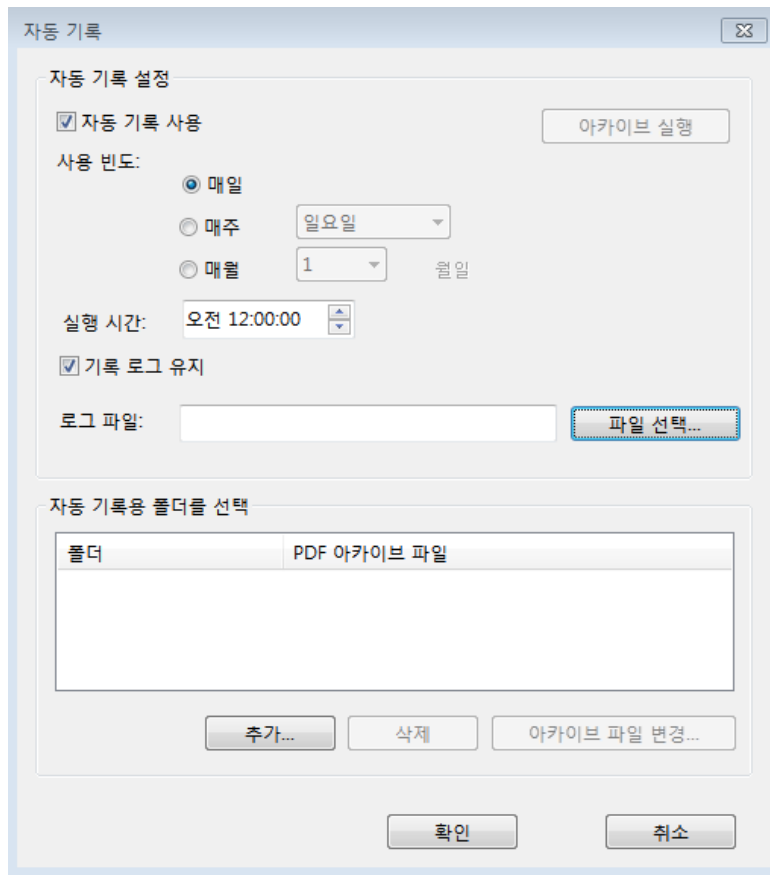 자동 기록
자동 기록 설정
자동 기록 사용
아카이브 실행
사용 빈도:
매일
매주 일요일
매월 1 월일
실행 시간: 오전 12:00:00
기록 로그 유지
로그 파일: 파일 선택...
자동 기록용 폴더를 선택
폴더 PDF 아카이브 파일
추가... 삭제 아카이브 파일 변경...
확인 취소